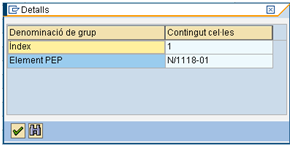 Detalls
Denominació de grup Contingut cel·les
Índex 1
Element PEP N/1118-01